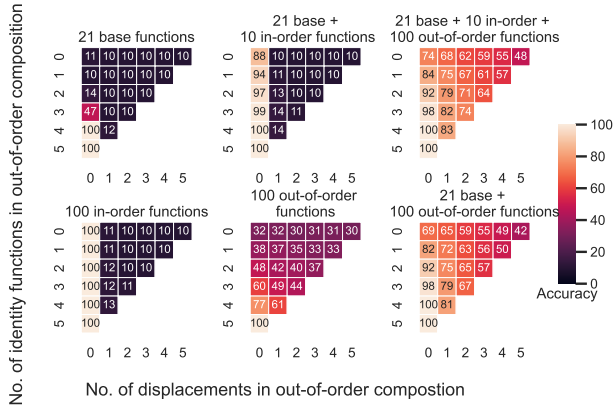 21 base functions
0 11 10 10 10 10 10
1 10 10 10 10 10
2 14 10 10 10
3 47 10 10
4 100 12
5 100
0 1 2 3 4 5
21 base +
10 in-order functions
88 10 10 10 10 10
94 11 10 10 10
97 13 10 10
99 14 11
100 14
100
0 1 2 3 4 5
21 base + 10 in-order +
100 out-of-order functions
74 68 62 59 55 48
84 75 67 61 57
92 79 71 64
98 82 74
100 83
100
0 1 2 3 4 5
100 in-order functions
0 100 11 10 10 10 10
1 100 11 10 10 10
2 100 12 10 10
3 100 12 11
4 100 13
5 100
0 1 2 3 4 5
100 out-of-order
functions
32 32 30 31 31 30
38 37 35 33 33
48 42 40 37
60 49 44
77 61
100
0 1 2 3 4 5
21 base +
100 out-of-order functions
69 65 59 55 49 42
82 72 63 56 50
92 75 65 57
98 79 67
100 81
100
0 1 2 3 4 5
100
80
60
40
20
0
Accuracy
No. of identity functions in out-of-order composition
No. of displacements in out-of-order compostion